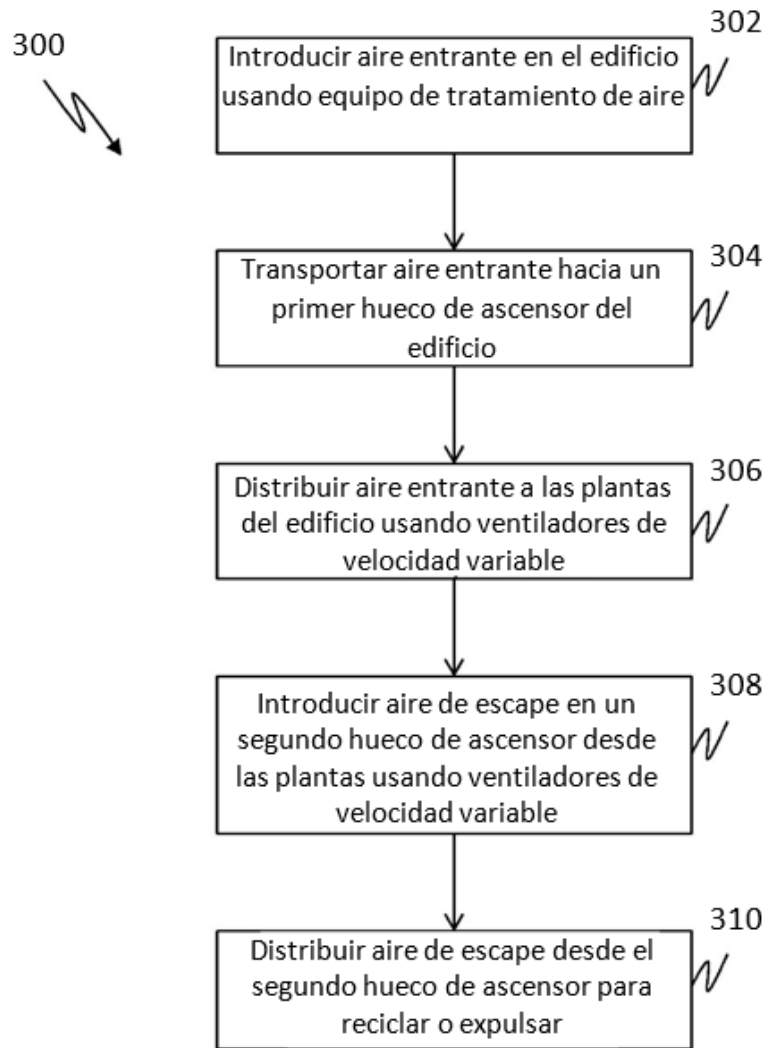 300
302
Introducir aire entrante en el edificio
usando equipo de tratamiento de aire
304
Transportar aire entrante hacia un
primer hueco de ascensor del
edificio
306
Distribuir aire entrante a las plantas
del edificio usando ventiladores de
velocidad variable
308
Introducir aire de escape en un
segundo hueco de ascensor desde
las plantas usando ventiladores de
velocidad variable
310
Distribuir aire de escape desde el
segundo hueco de ascensor para
reciclar o expulsar